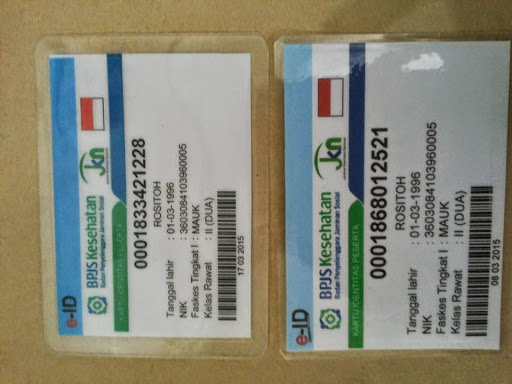 e-ID
BPJS Kesehatan
Badan Penyelenggara Jaminan Sosial
jkn
KARTU IDENTITAS PESERTA
0001833421228
ROSITOH
Tanggal lahir : 01-03-1996
NIK : 3603084103960005
Faskes Tingkat I : MAUK
Kelas Rawat : II (DUA)
17 03 2015
e-ID
BPJS Kesehatan
Badan Penyelenggara Jaminan Sosial
jkn
KARTU IDENTITAS PESERTA
0001868012521
ROSITOH
Tanggal lahir : 01-03-1996
NIK : 3603084103960005
Faskes Tingkat I : MAUK
Kelas Rawat : II (DUA)
06 03 2015